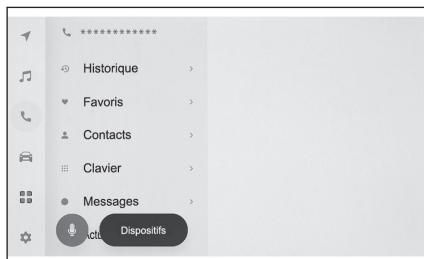 ************
Historique
Favoris
Contacts
Clavier
Messages
Dispositifs